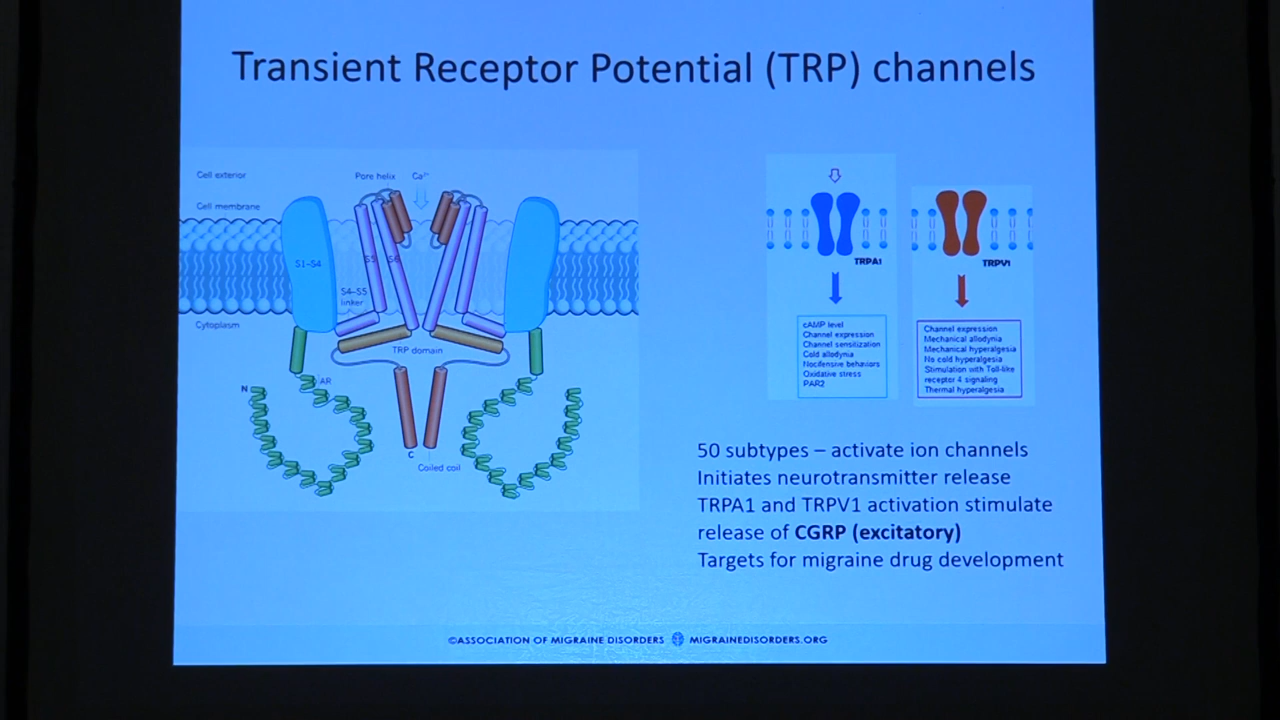 Transient Receptor Potential (TRP) channels
Cell exterior
Pore helix
Ca²⁺
Cell membrane
S1–S4
S5
S6
S4–S5
linker
Cytoplasm
TRP domain
AR
N
C
Coiled coil
TRPA1
cAMP level
Channel expression
Channel sensitization
Cold allodynia
Nocifensive behaviors
Oxidative stress
PAR2
TRPV1
Channel expression
Mechanical allodynia
Mechanical hyperalgesia
No cold hyperalgesia
Stimulation with Toll-like
receptor 4 signaling
Thermal hyperalgesia
50 subtypes – activate ion channels
Initiates neurotransmitter release
TRPA1 and TRPV1 activation stimulate
release of CGRP (excitatory)
Targets for migraine drug development
©ASSOCIATION OF MIGRAINE DISORDERS MIGRAINEDISORDERS.ORG